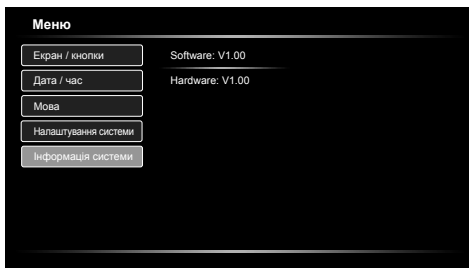 Меню
Екран / кнопки
Дата / час
Мова
Налаштування системи
Інформація системи
Software: V1.00
Hardware: V1.00